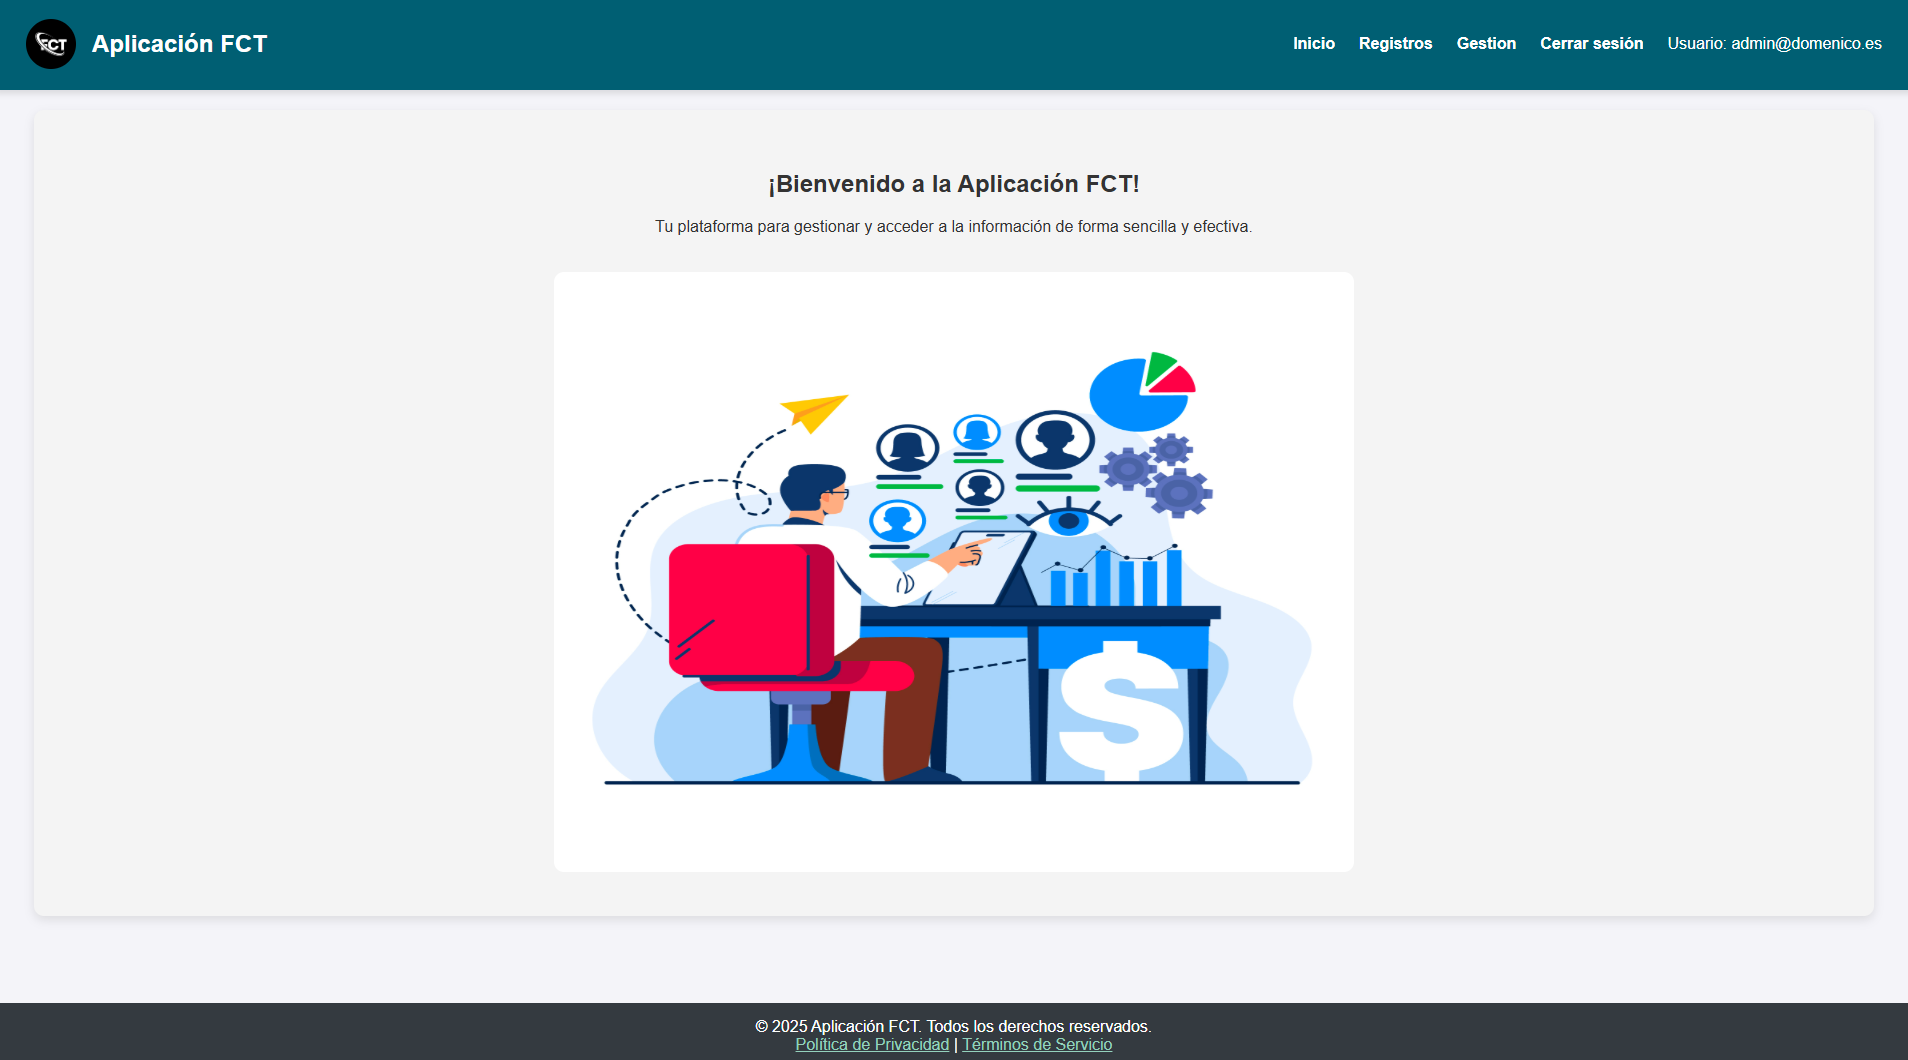 FCT
Aplicación FCT
Inicio Registros Gestion Cerrar sesión Usuario: admin@domenico.es
¡Bienvenido a la Aplicación FCT!
Tu plataforma para gestionar y acceder a la información de forma sencilla y efectiva.
$
© 2025 Aplicación FCT. Todos los derechos reservados.
Política de Privacidad | Términos de Servicio